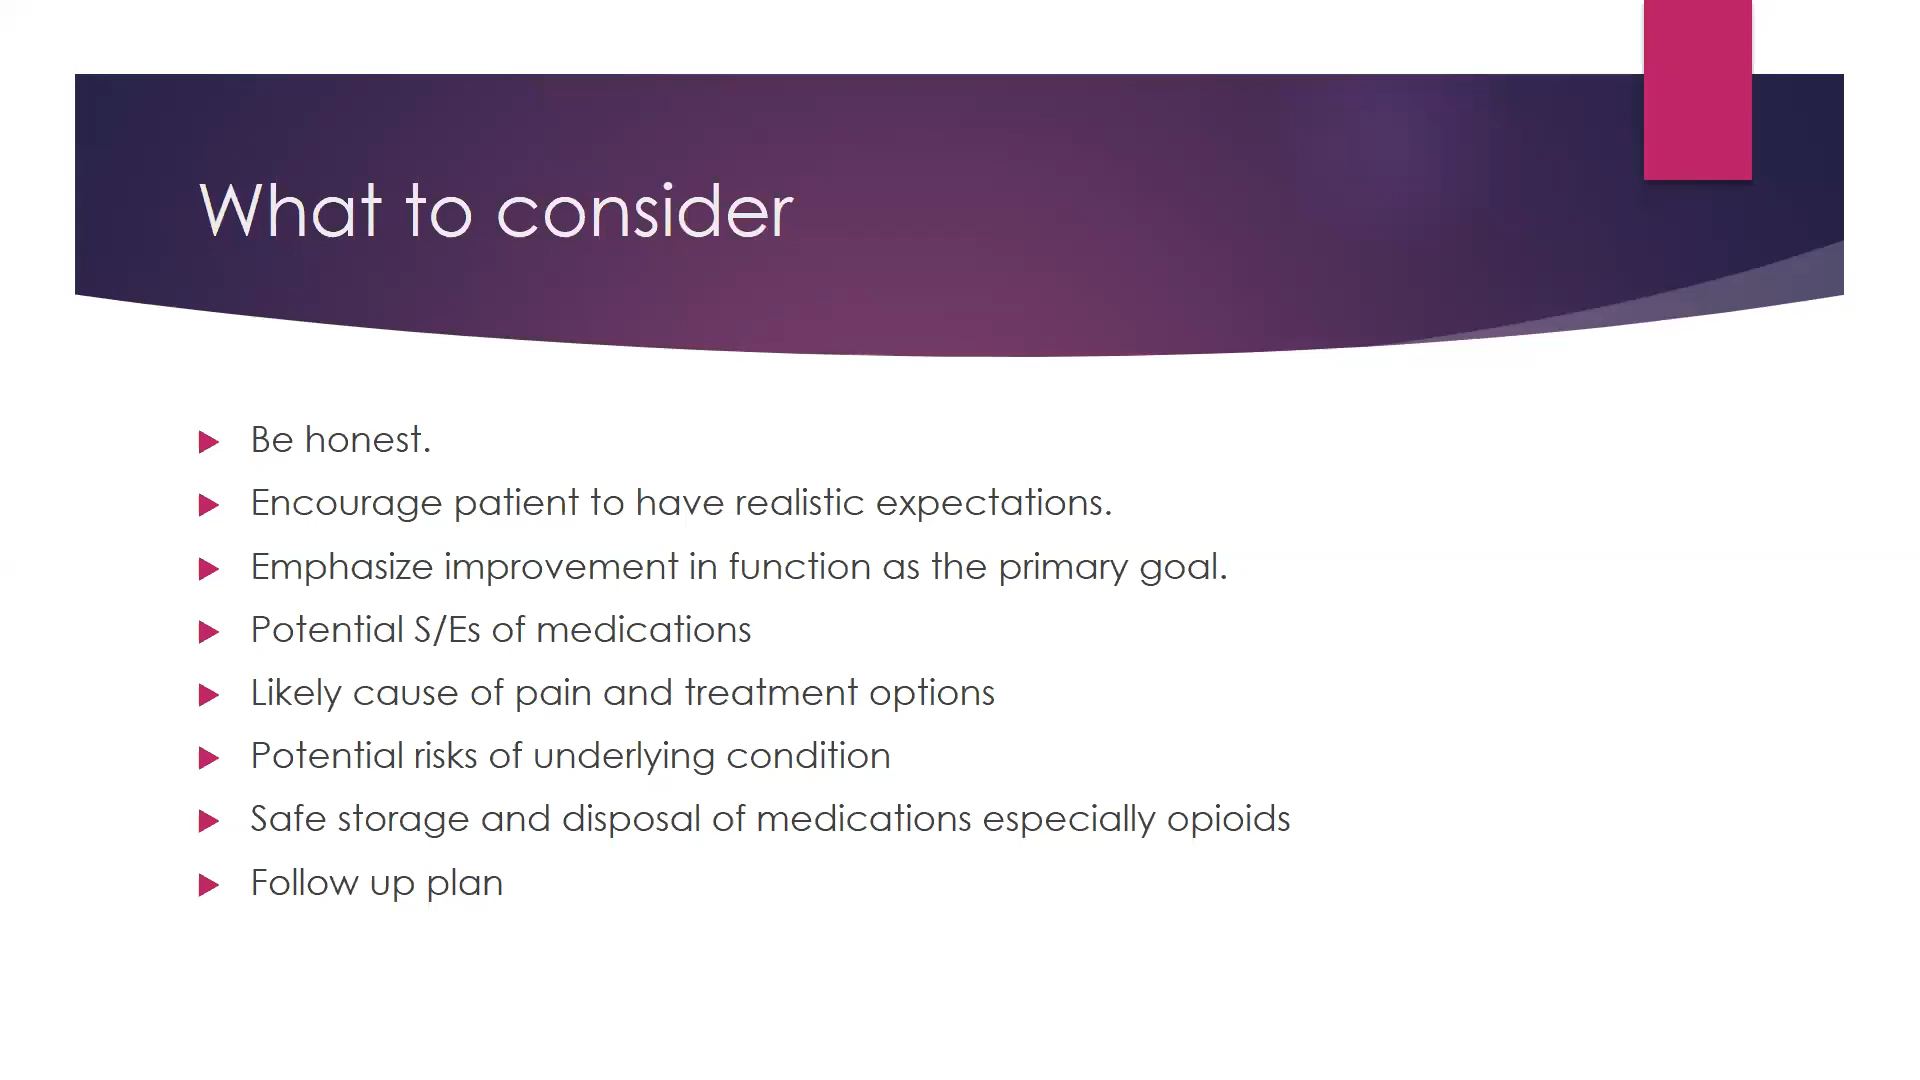 What to consider
Be honest.
Encourage patient to have realistic expectations.
Emphasize improvement in function as the primary goal.
Potential S/Es of medications
Likely cause of pain and treatment options
Potential risks of underlying condition
Safe storage and disposal of medications especially opioids
Follow up plan